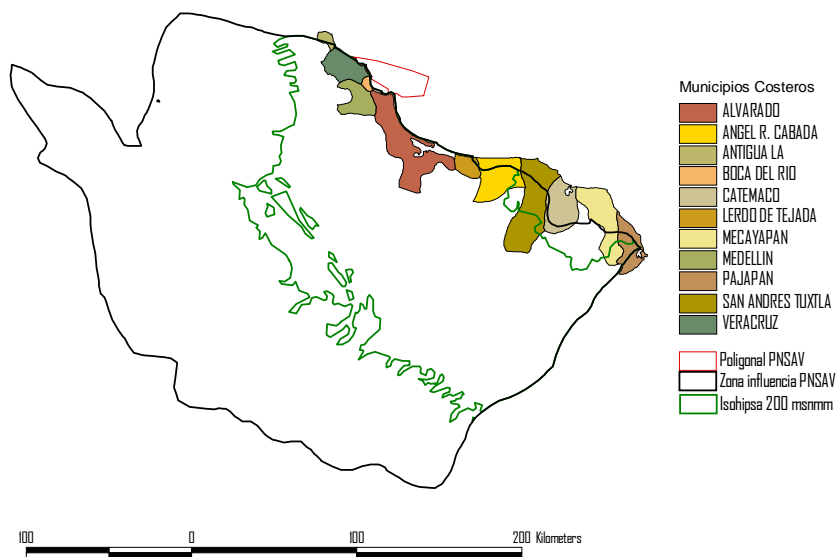 Municipios Costeros
ALVARADO
ANGEL R. CABADA
ANTIGUA LA
BOCA DEL RIO
CATEMACO
LERDO DE TEJADA
MECAYAPAN
MEDELLIN
PAJAPAN
SAN ANDRES TUXTLA
VERACRUZ
Poligonal PNSAV
Zona influencia PNSAV
Isohipsa 200 msnmm
100 0 100 200 Kilometers